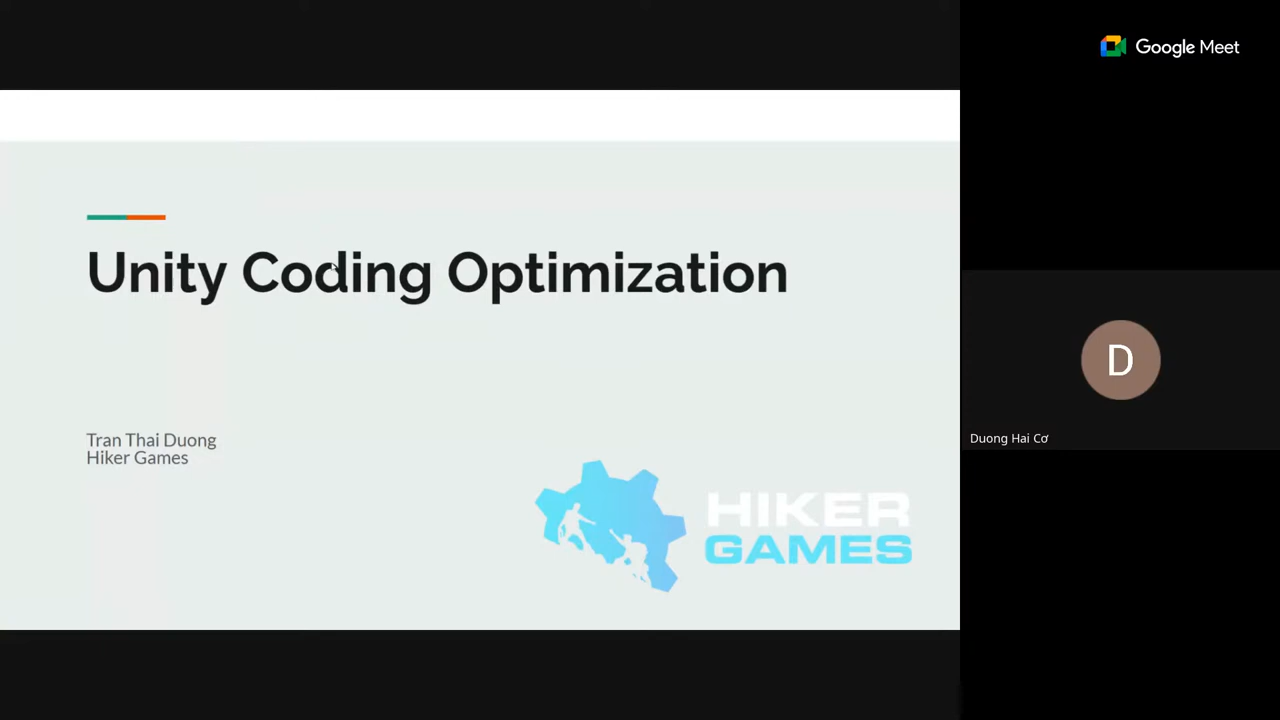 Google Meet
Unity Coding Optimization
Tran Thai Duong
Hiker Games
HIKER
GAMES
D
Duong Hai Cơ